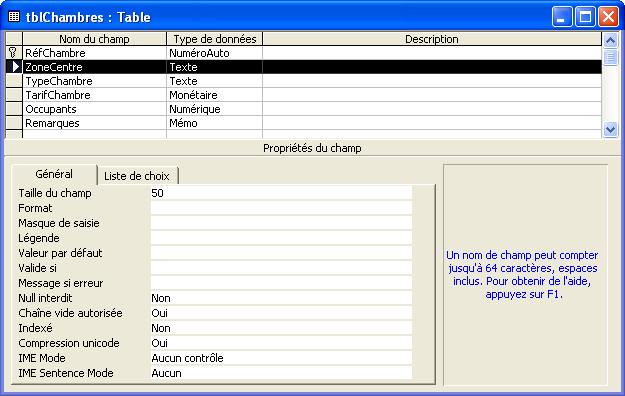 tblChambres : Table
Nom du champ Type de données Description
RéfChambre NuméroAuto
ZoneCentre Texte
TypeChambre Texte
TarifChambre Monétaire
Occupants Numérique
Remarques Mémo
Propriétés du champ
Général Liste de choix
Taille du champ 50
Format
Masque de saisie
Légende
Valeur par défaut
Valide si
Message si erreur
Null interdit Non
Chaîne vide autorisée Oui
Indexé Non
Compression unicode Oui
IME Mode Aucun contrôle
IME Sentence Mode Aucun
Un nom de champ peut compter
jusqu'à 64 caractères, espaces
inclus. Pour obtenir de l'aide,
appuyez sur F1.